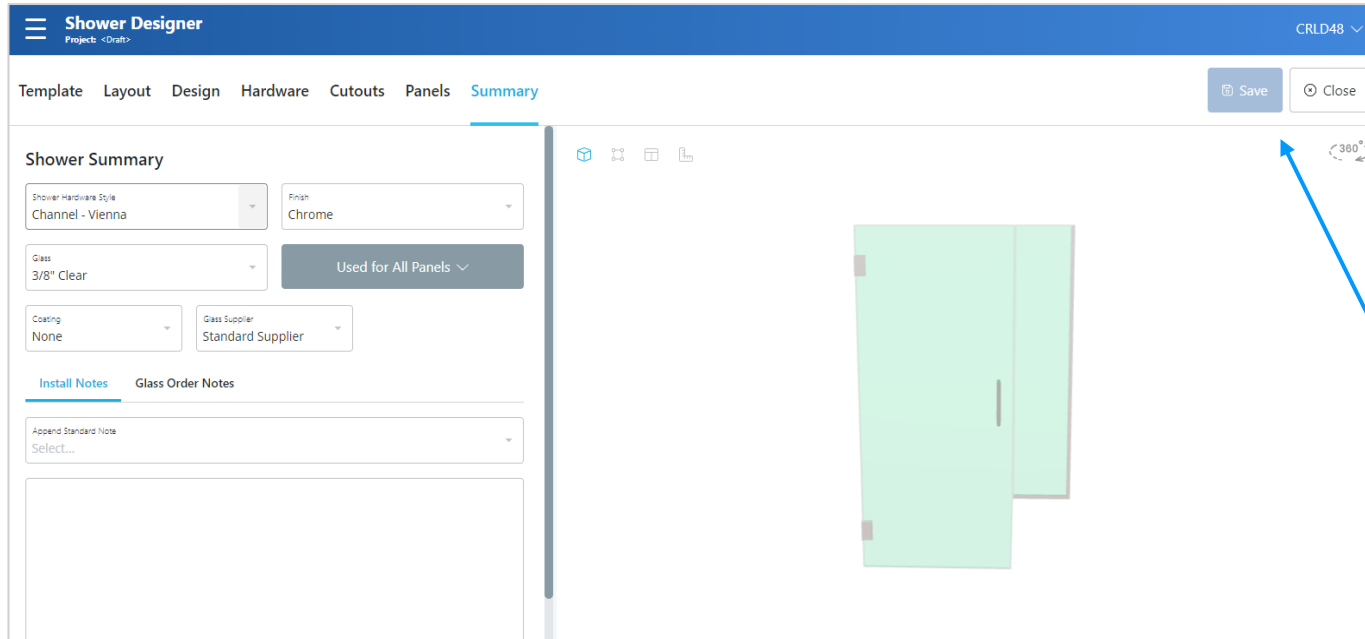 Shower Designer
Project: <Draft>
CRLD48
Template Layout Design Hardware Cutouts Panels Summary
Save
Close
Shower Summary
360°
Shower Hardware Style
Channel - Vienna
Finish
Chrome
Glass
3/8" Clear
Used for All Panels
Coating
None
Glass Supplier
Standard Supplier
Install Notes Glass Order Notes
Append Standard Note
Select...